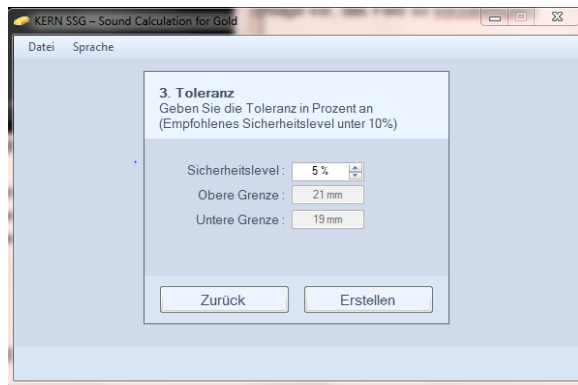 KERN SSG – Sound Calculation for Gold
Datei Sprache
3. Toleranz
Geben Sie die Toleranz in Prozent an
(Empfohlenes Sicherheitslevel unter 10%)
Sicherheitslevel : 5 %
Obere Grenze : 21 mm
Untere Grenze : 19 mm
Zurück Erstellen